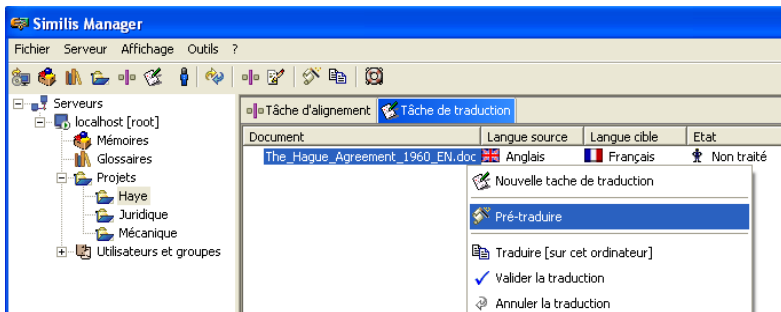 Similis Manager
Fichier Serveur Affichage Outils ?
Serveurs
localhost [root]
Mémoires
Glossaires
Projets
Haye
Juridique
Mécanique
Utilisateurs et groupes
Tâche d'alignement Tâche de traduction
Document Langue source Langue cible Etat
The_Hague_Agreement_1960_EN.doc Anglais Français Non traité
Nouvelle tache de traduction
Pré-traduire
Traduire [sur cet ordinateur]
Valider la traduction
Annuler la traduction